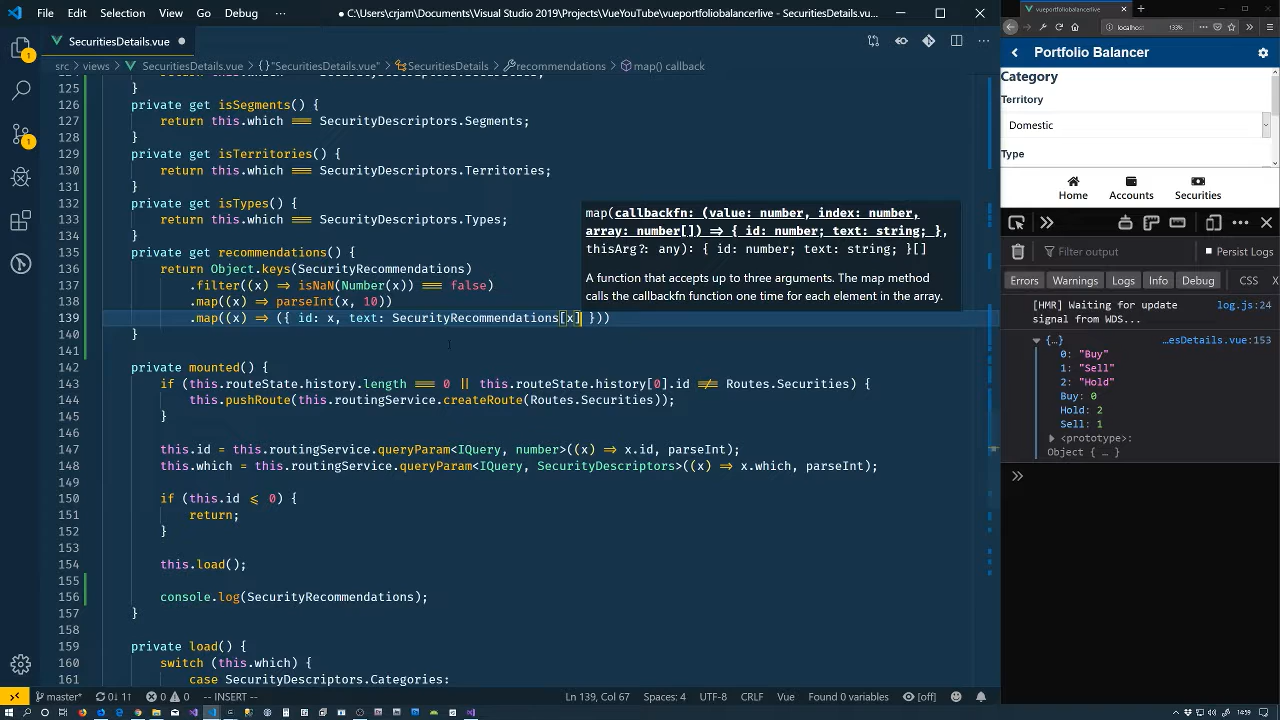 File Edit Selection View Go Debug ···
● C:\Users\crjam\Documents\Visual Studio 2019\Projects\VueYouTube\vueportfoliobalancerlive - SecuritiesDetails.vu...
SecuritiesDetails.vue ●
src › views › SecuritiesDetails.vue › {} "SecuritiesDetails.vue" › SecuritiesDetails › recommendations › map() callback
125 }
126 private get isSegments() {
127 return this.which === SecurityDescriptors.Segments;
128 }
129 private get isTerritories() {
130 return this.which === SecurityDescriptors.Territories;
131 }
132 private get isTypes() {
133 return this.which === SecurityDescriptors.Types;
134 }
135 private get recommendations() {
136 return Object.keys(SecurityRecommendations)
137 .filter((x) => isNaN(Number(x)) === false)
138 .map((x) => parseInt(x, 10))
139 .map((x) => ({ id: x, text: SecurityRecommendations[x] }))
140 }
141
142 private mounted() {
143 if (this.routeState.history.length === 0 || this.routeState.history[0].id !== Routes.Securities) {
144 this.pushRoute(this.routingService.createRoute(Routes.Securities));
145 }
146
147 this.id = this.routingService.queryParam<IQuery, number>((x) => x.id, parseInt);
148 this.which = this.routingService.queryParam<IQuery, SecurityDescriptors>((x) => x.which, parseInt);
149
150 if (this.id <= 0) {
151 return;
152 }
153
154 this.load();
155
156 console.log(SecurityRecommendations);
157 }
158
159 private load() {
160 switch (this.which) {
161 case SecurityDescriptors.Categories:
map(callbackfn: (value: number, index: number,
array: number[]) => { id: number; text: string; },
thisArg?: any): { id: number; text: string; }[]
A function that accepts up to three arguments. The map method
calls the callbackfn function one time for each element in the array.
master* 0↓ 1↑ 0 0 -- INSERT -- Ln 139, Col 67 Spaces: 4 UTF-8 CRLF Vue Found 0 variables [off]
vueportfoliobalancerlive
localhost 133%
Portfolio Balancer
Category
Territory
Domestic
Type
Home Accounts Securities
Filter output Persist Logs
Errors Warnings Logs Info Debug CSS
[HMR] Waiting for update log.js:24
signal from WDS...
{…} …esDetails.vue:153
0: "Buy"
1: "Sell"
2: "Hold"
Buy: 0
Hold: 2
Sell: 1
<prototype>:
Object { … }
14:59